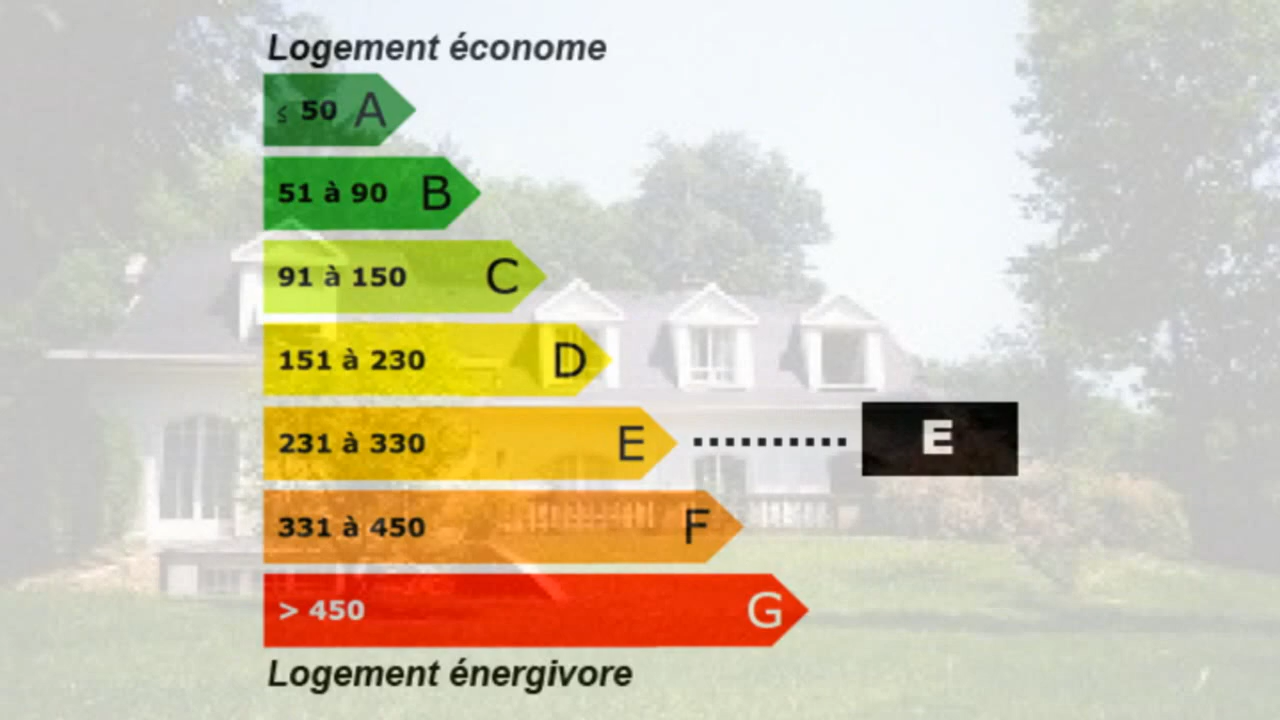 Logement économe
≤ 50 A
51 à 90 B
91 à 150 C
151 à 230 D
231 à 330 E
E
331 à 450 F
> 450 G
Logement énergivore